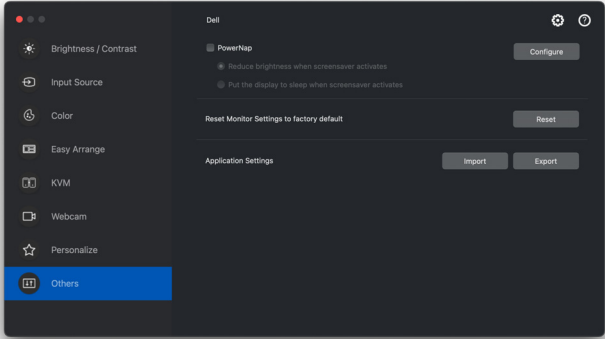 Dell
Brightness / Contrast
Input Source
Color
Easy Arrange
KVM
Webcam
Personalize
Others
PowerNap
Configure
Reduce brightness when screensaver activates
Put the display to sleep when screensaver activates
Reset Monitor Settings to factory default
Reset
Application Settings
Import
Export